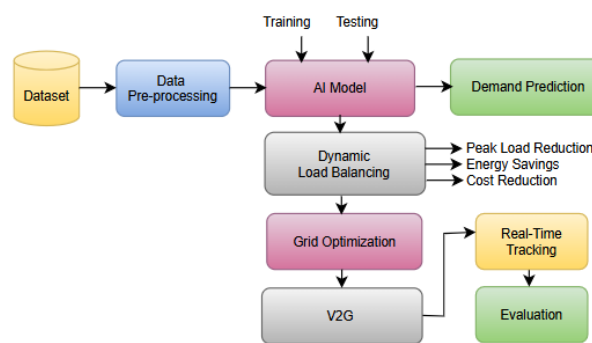 Training
Testing
Dataset
Data
Pre-processing
AI Model
Demand Prediction
Dynamic
Load Balancing
Peak Load Reduction
Energy Savings
Cost Reduction
Grid Optimization
Real-Time
Tracking
V2G
Evaluation